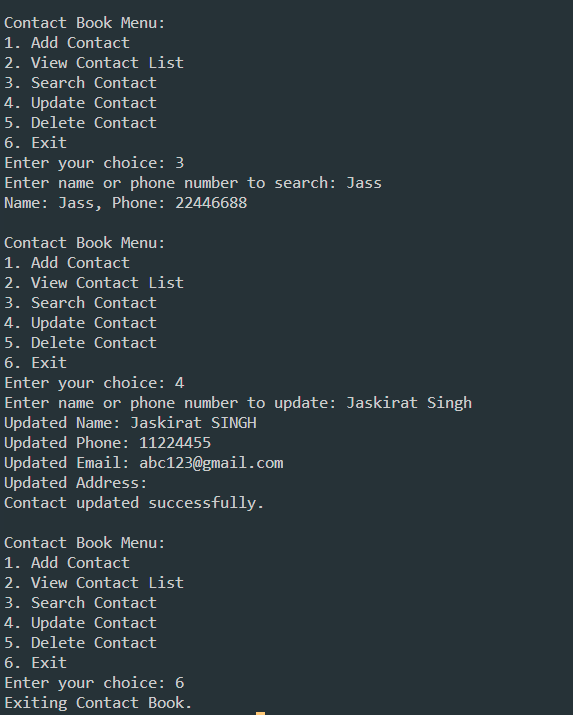 Contact Book Menu:
1. Add Contact
2. View Contact List
3. Search Contact
4. Update Contact
5. Delete Contact
6. Exit
Enter your choice: 3
Enter name or phone number to search: Jass
Name: Jass, Phone: 22446688

Contact Book Menu:
1. Add Contact
2. View Contact List
3. Search Contact
4. Update Contact
5. Delete Contact
6. Exit
Enter your choice: 4
Enter name or phone number to update: Jaskirat Singh
Updated Name: Jaskirat SINGH
Updated Phone: 11224455
Updated Email: abc123@gmail.com
Updated Address:
Contact updated successfully.

Contact Book Menu:
1. Add Contact
2. View Contact List
3. Search Contact
4. Update Contact
5. Delete Contact
6. Exit
Enter your choice: 6
Exiting Contact Book.